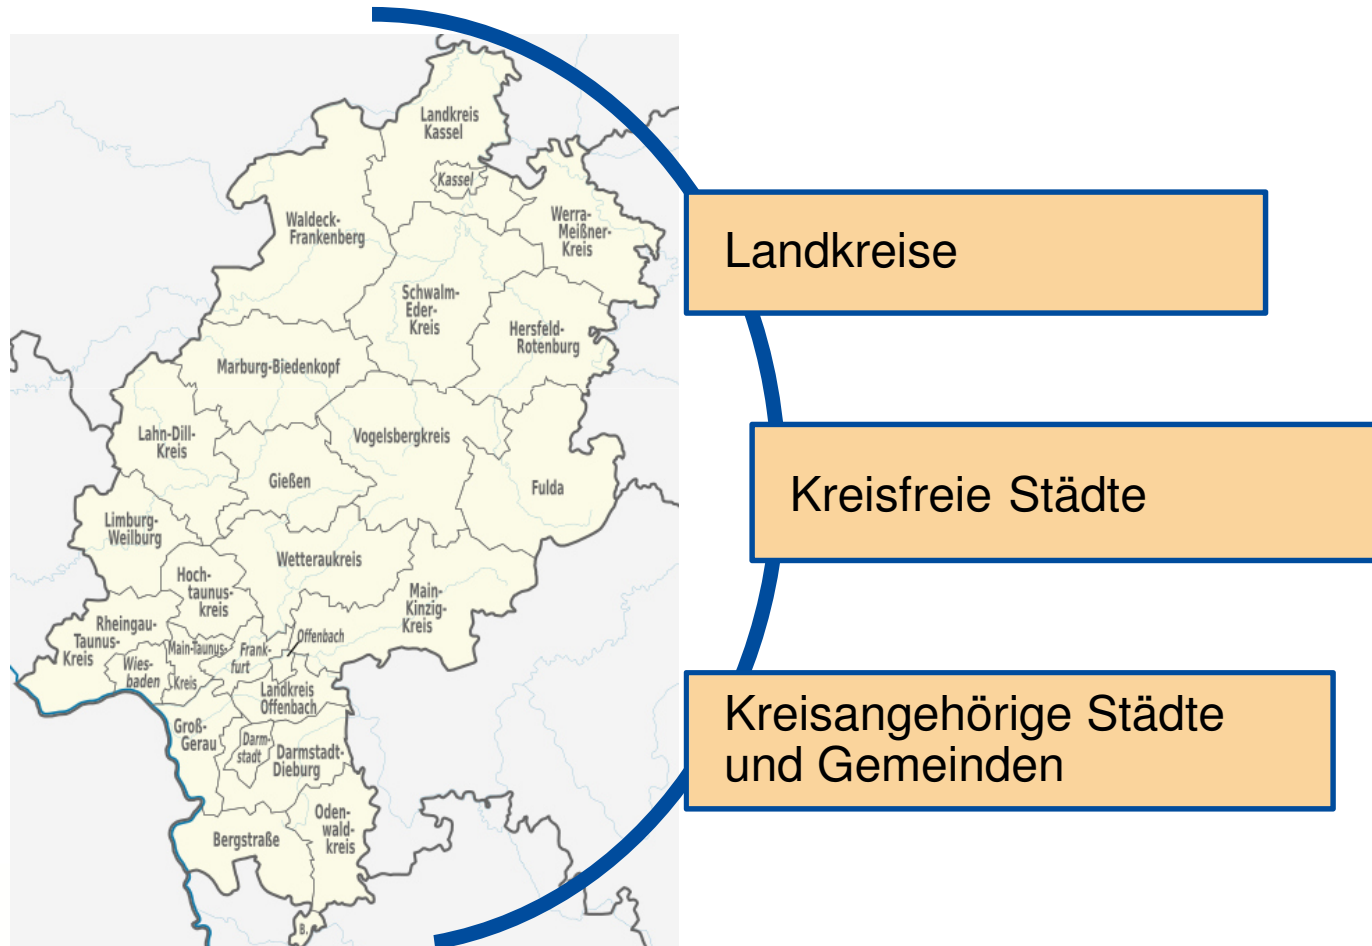 Landkreis
Kassel
Kassel
Waldeck-
Frankenberg
Werra-
Meißner-
Kreis
Schwalm-
Eder-
Kreis
Hersfeld-
Rotenburg
Marburg-Biedenkopf
Lahn-Dill-
Kreis
Vogelsbergkreis
Gießen
Fulda
Limburg-
Weilburg
Wetteraukreis
Hoch-
taunus-
kreis
Main-
Kinzig-
Kreis
Rheingau-
Taunus-
Kreis
Wies-
baden
Main-Taunus-
Kreis
Frank-
furt
Offenbach
Landkreis
Offenbach
Groß-
Gerau
Darm-
stadt
Darmstadt-
Dieburg
Oden-
wald-
kreis
Bergstraße
B.
Landkreise
Kreisfreie Städte
Kreisangehörige Städte
und Gemeinden